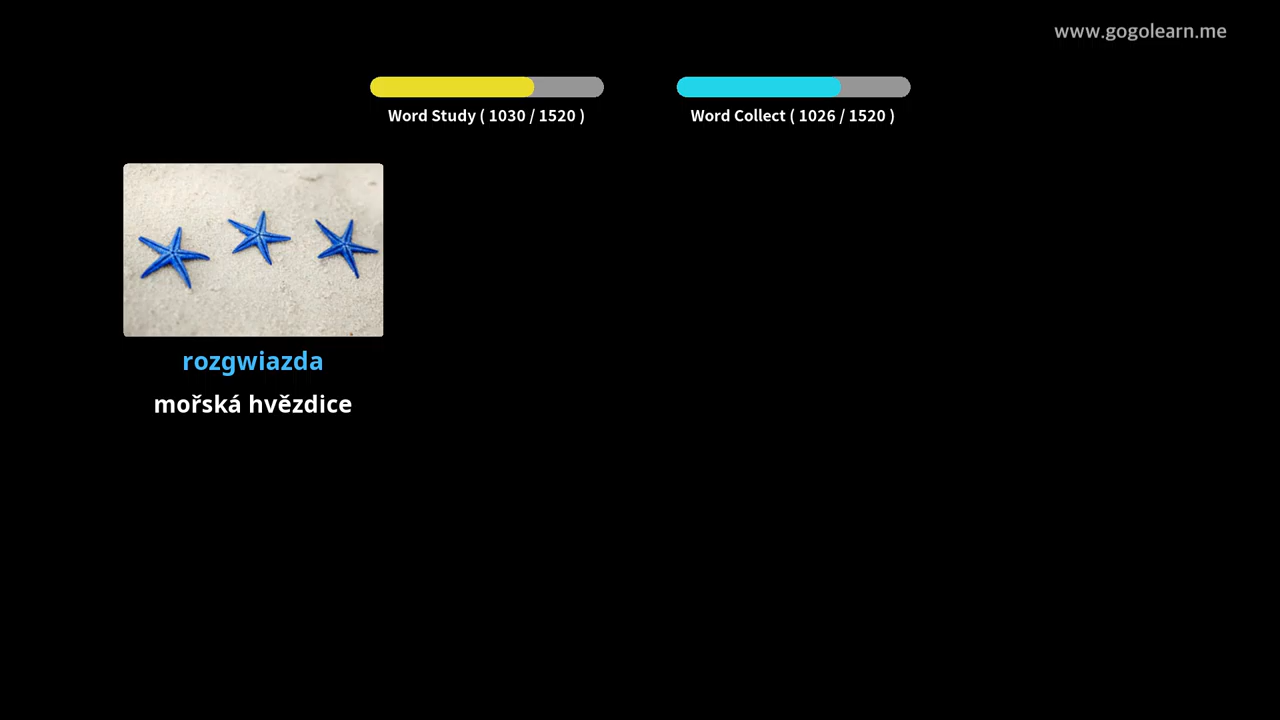 www.gogolearn.me
Word Study ( 1030 / 1520 )
Word Collect ( 1026 / 1520 )
rozgwiazda
mořská hvězdice